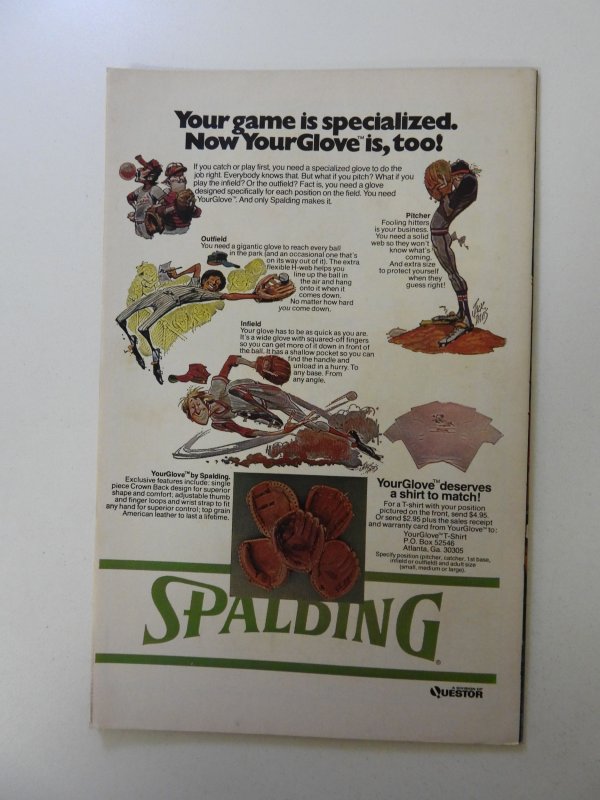 Your game is specialized.
Now YourGlove™ is, too!
If you catch or play first, you need a specialized glove to do the
job right. Everybody knows that. But what if you pitch? What if you
play the infield? Or the outfield? Fact is, you need a glove
designed specifically for each position on the field. You need
YourGlove™. And only Spalding makes it.
Pitcher
Fooling hitters
is your business.
You need a solid
web so they won't
know what's
coming.
And extra size
to protect yourself
when they
guess right!
Outfield
You need a gigantic glove to reach every ball
in the park (and an occasional one that's
on its way out of it). The extra
flexible H-web helps you
line up the ball in
the air and hang
onto it when it
comes down.
No matter how hard
you come down.
Infield
Your glove has to be as quick as you are.
It's a wide glove with squared-off fingers
so you can get more of it down in front of
the ball, it has a shallow pocket so you can
find the handle and
unload in a hurry. To
any base. From
any angle.
YourGlove™ by Spalding.
Exclusive features include: single
piece Crown Back design for superior
shape and comfort; adjustable thumb
and finger loops and wrist strap to fit
any hand for superior control; top grain
American leather to last a lifetime.
YourGlove™ deserves
a shirt to match!
For a T-shirt with your position
pictured on the front, send $4.95.
Or send $2.95 plus the sales receipt
and warranty card from YourGlove™ to:
YourGlove™ T-Shirt
P.O. Box 52546
Atlanta, Ga. 30305
Specify position (pitcher, catcher, 1st base,
infield or outfield) and adult size
(small, medium or large).
SPALDING®
A DIVISION OF
QUESTOR